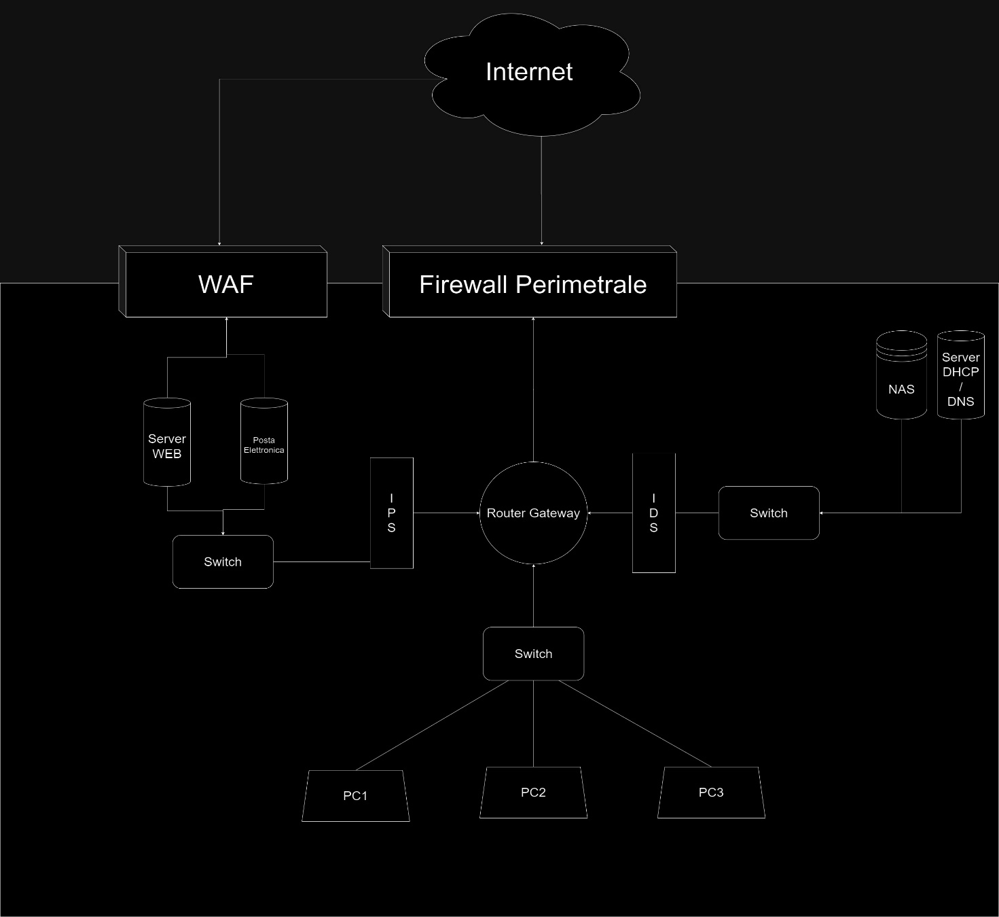 Internet
WAF
Firewall Perimetrale
NAS
Server
DHCP
/
DNS
Server
WEB
Posta
Elettronica
I
P
S
Router Gateway
I
D
S
Switch
Switch
Switch
PC1
PC2
PC3